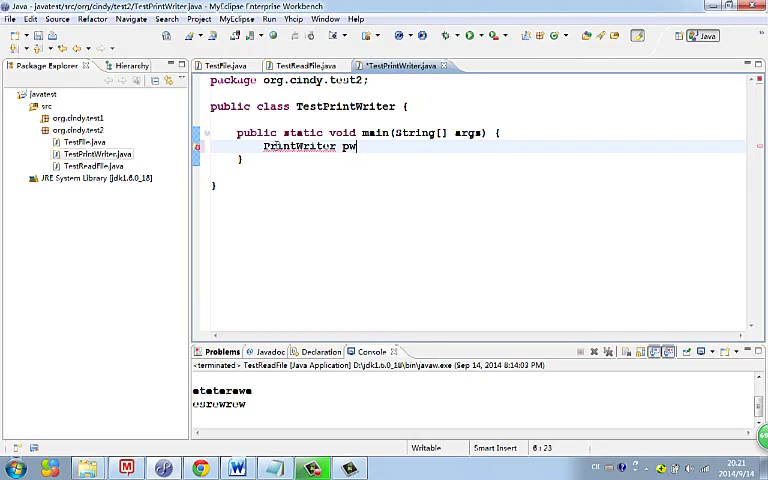 Java - javatest/src/org/cindy/test2/TestPrintWriter.java - MyEclipse Enterprise Workbench
File Edit Source Refactor Navigate Search Project MyEclipse Run Yhcip Window Help
Java
Package Explorer Hierarchy
javatest
src
org.cindy.test1
org.cindy.test2
TestFile.java
TestPrintWriter.java
TestReadFile.java
JRE System Library [jdk1.6.0_18]
TestFile.java TestReadFile.java *TestPrintWriter.java
package org.cindy.test2;
public class TestPrintWriter {
public static void main(String[] args) {
PrintWriter pw
}
}
Problems Javadoc Declaration Console
<terminated> TestReadFile [Java Application] D:\jdk1.6.0_18\bin\javaw.exe (Sep 14, 2014 8:14:03 PM)
esrewrew
Writable Smart Insert 6 : 23
CH
20:21
2014/9/14